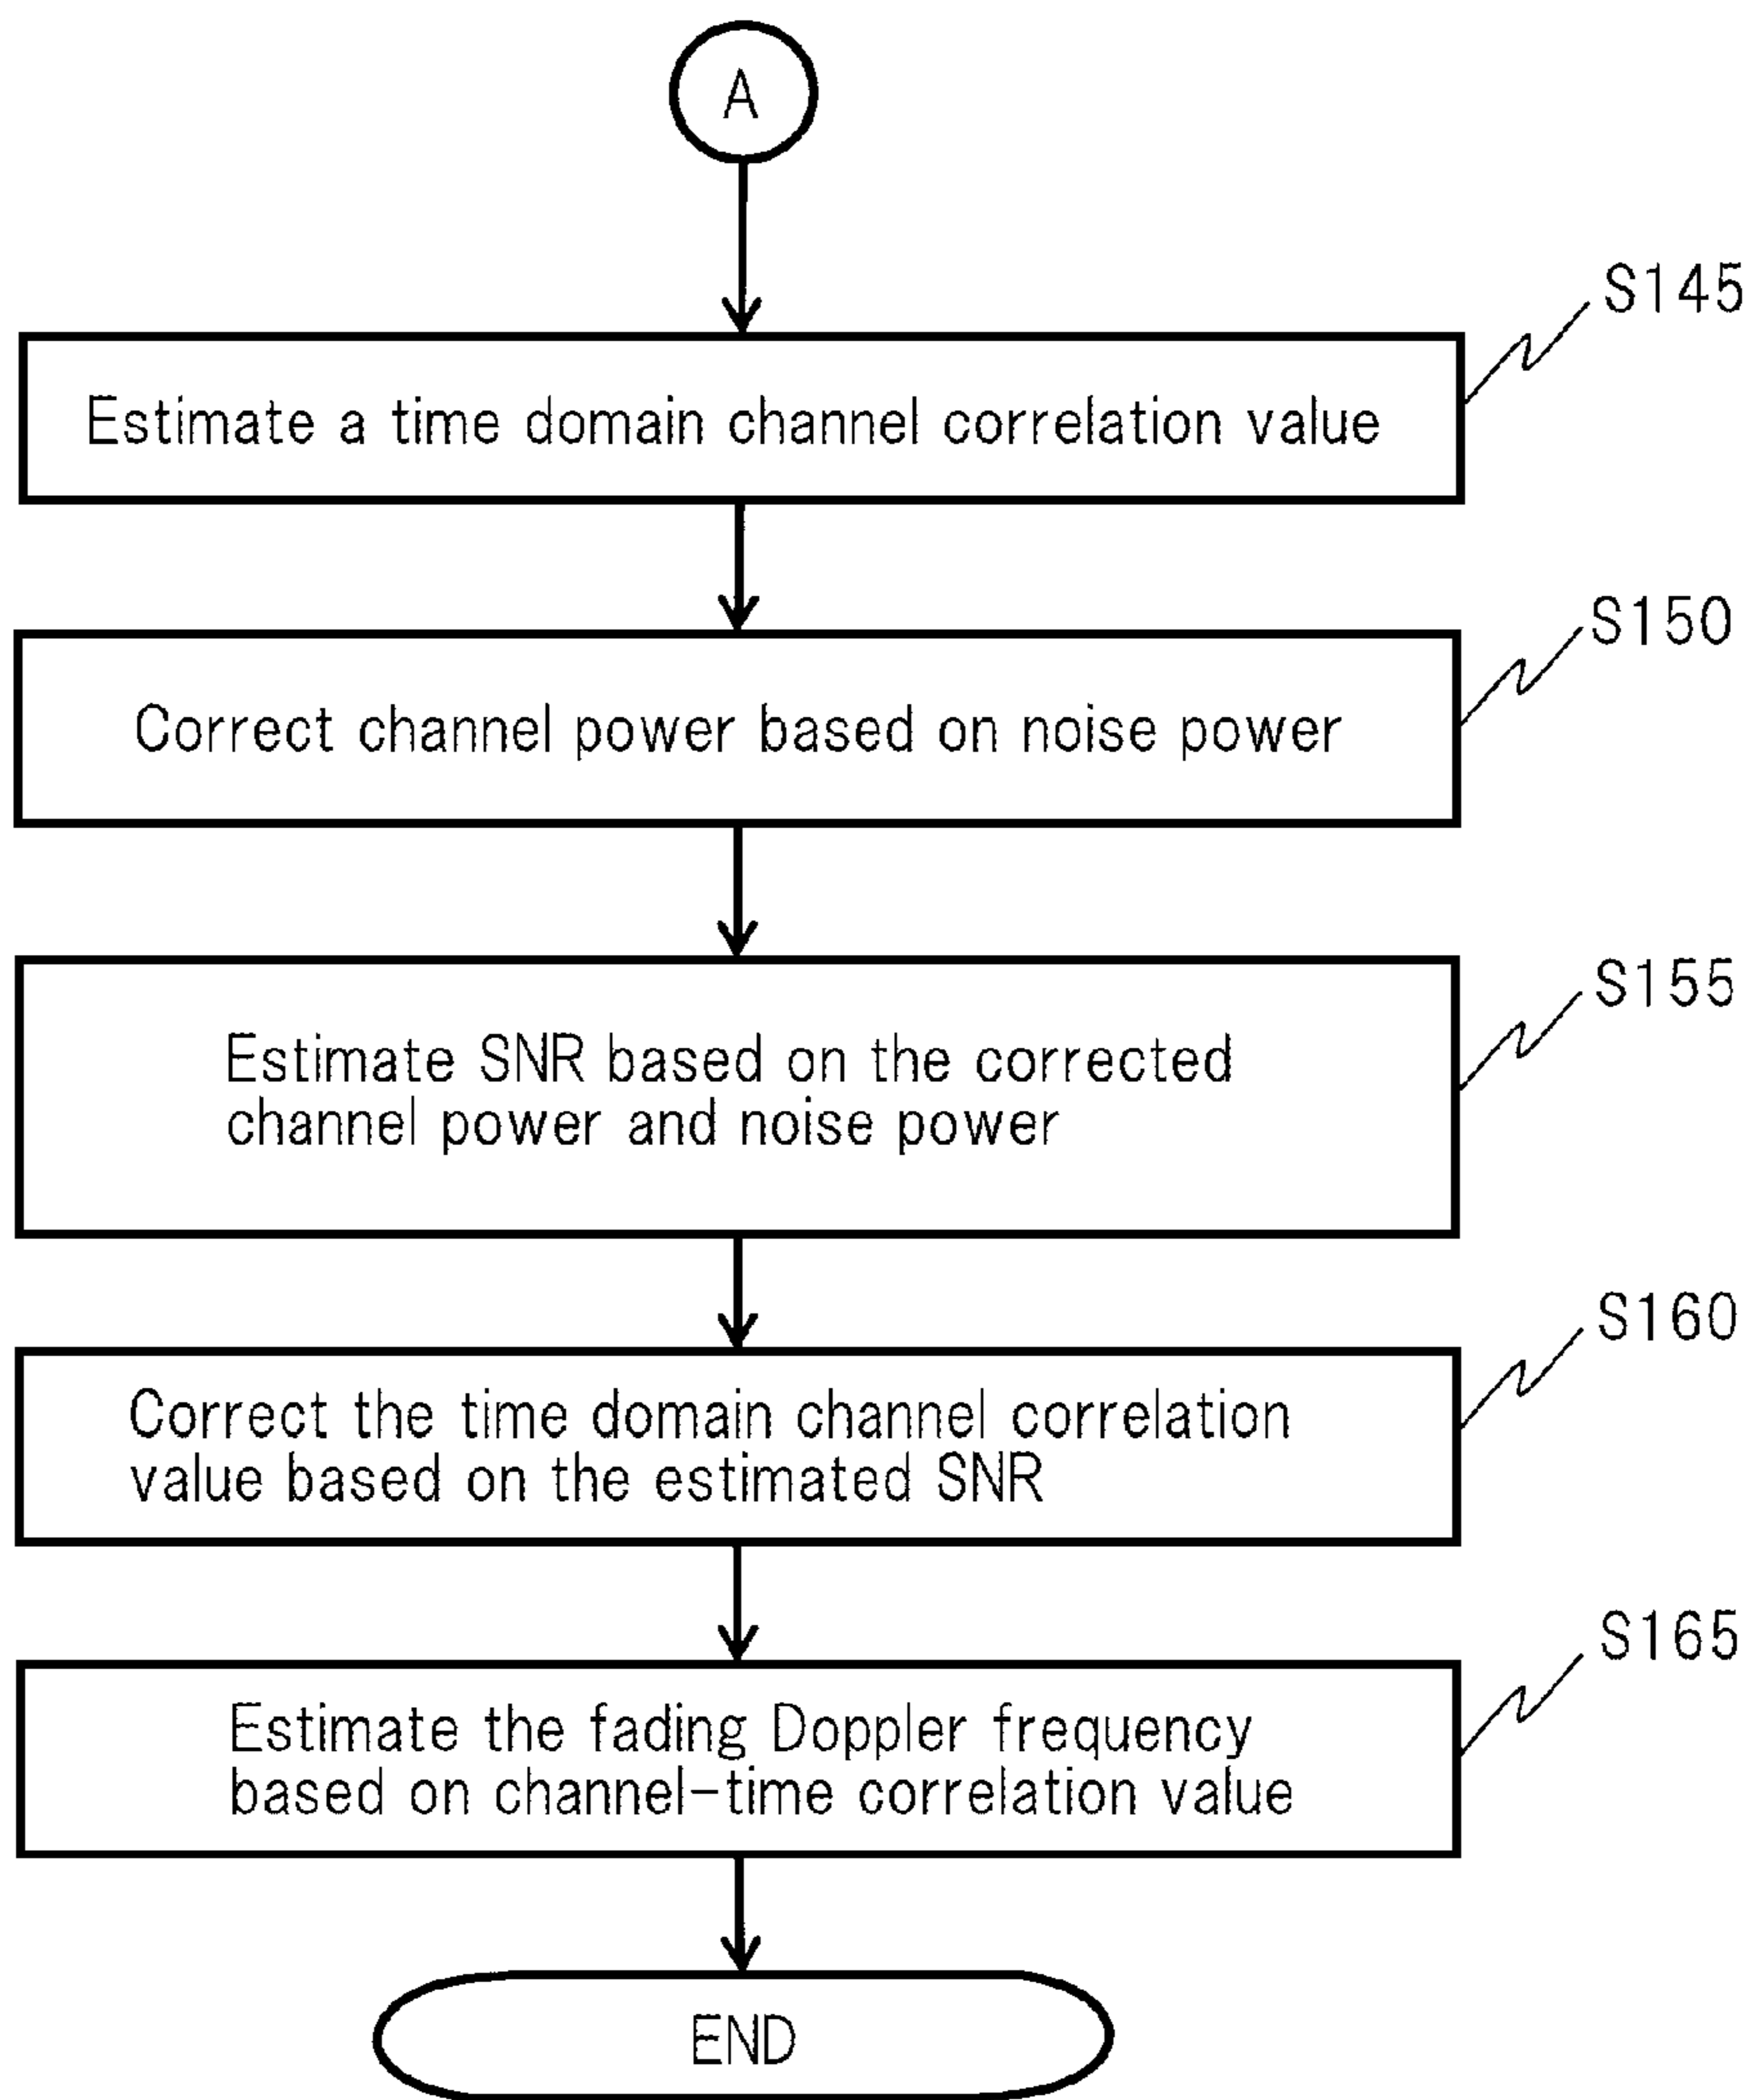 A
S145
Estimate a time domain channel correlation value
S150
Correct channel power based on noise power
S155
Estimate SNR based on the corrected
channel power and noise power
S160
Correct the time domain channel correlation
value based on the estimated SNR
S165
Estimate the fading Doppler frequency
based on channel-time correlation value
END